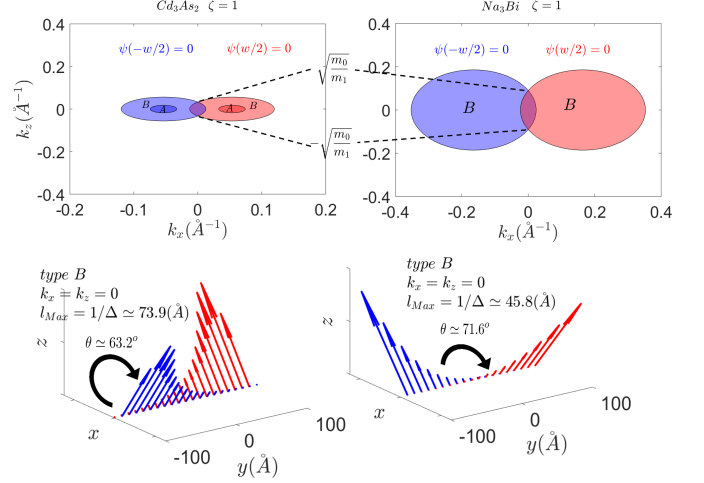 Cd₃As₂ ζ = 1
0.4
0.2
0
-0.2
-0.4
k_z(Å⁻¹)
ψ(−w/2) = 0
ψ(w/2) = 0
B
A
A
B
-0.2
-0.1
0
0.1
0.2
k_x(Å⁻¹)
√(m₀/m₁)
−√(m₀/m₁)
Na₃Bi ζ = 1
0.4
0.2
0
-0.2
-0.4
ψ(−w/2) = 0
ψ(w/2) = 0
B
B
-0.4
-0.2
0
0.2
0.4
k_x(Å⁻¹)
type B
k_x = k_z = 0
l_Max = 1/Δ ≃ 73.9(Å)
θ ≃ 63.2°
z
x
-100
0
100
y(Å)
type B
k_x = k_z = 0
l_Max = 1/Δ ≃ 45.8(Å)
θ ≃ 71.6°
z
x
-100
0
100
y(Å)